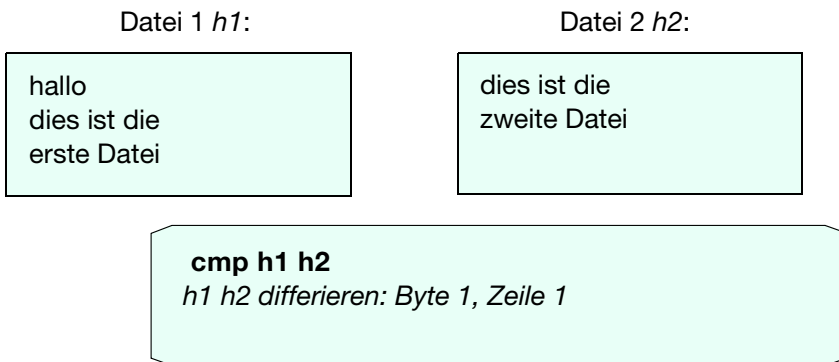 Datei 1 h1:
Datei 2 h2:
hallo
dies ist die
erste Datei
dies ist die
zweite Datei
cmp h1 h2
h1 h2 differieren: Byte 1, Zeile 1